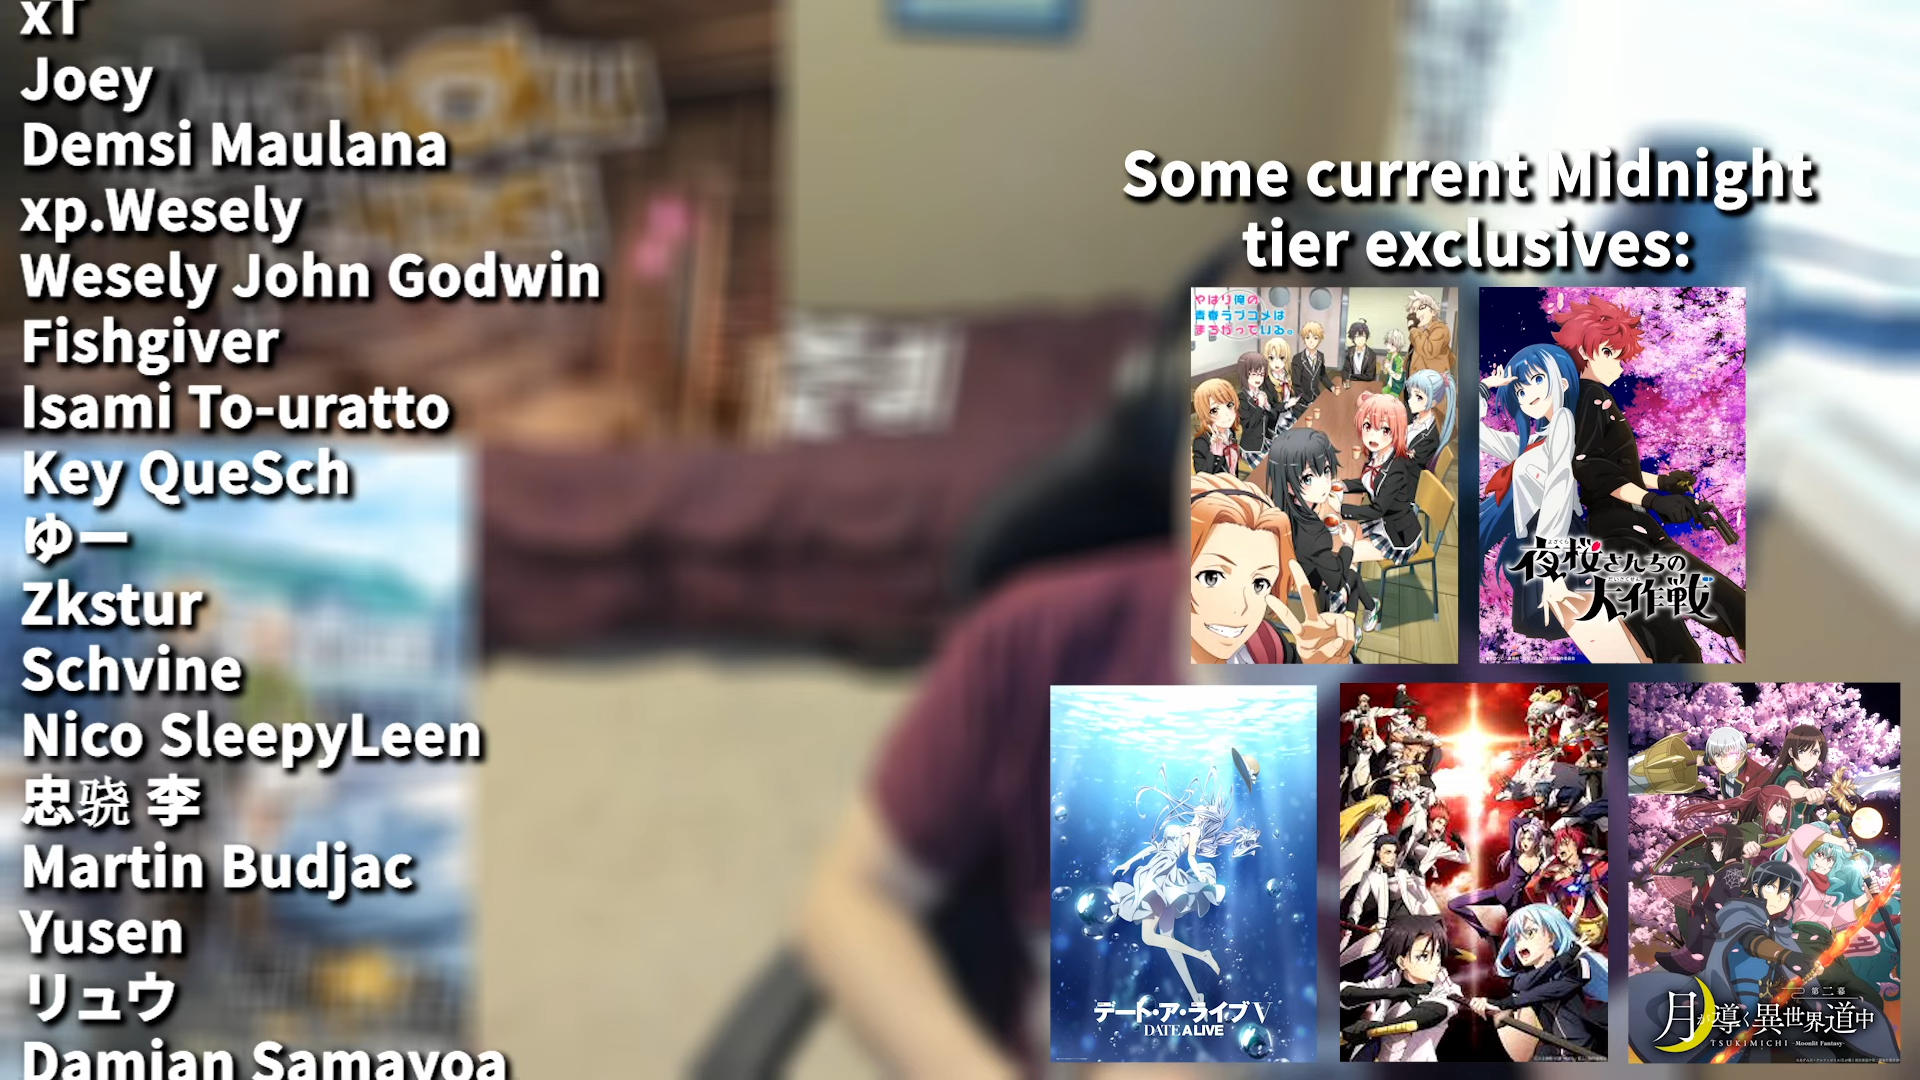 xT
Joey
Demsi Maulana
xp.Wesely
Wesely John Godwin
Fishgiver
Isami To-uratto
Key QueSch
ゆー
Zkstur
Schvine
Nico SleepyLeen
忠骁 李
Martin Budjac
Yusen
リュウ
Damian Samayoa
Some current Midnight
tier exclusives:
やはり俺の
青春ラブコメは
まちがっている。
夜桜さんちの
大作戦
デート・ア・ライブV
DATE A LIVE
第二幕
月が導く異世界道中
TSUKIMICHI -Moonlit Fantasy-